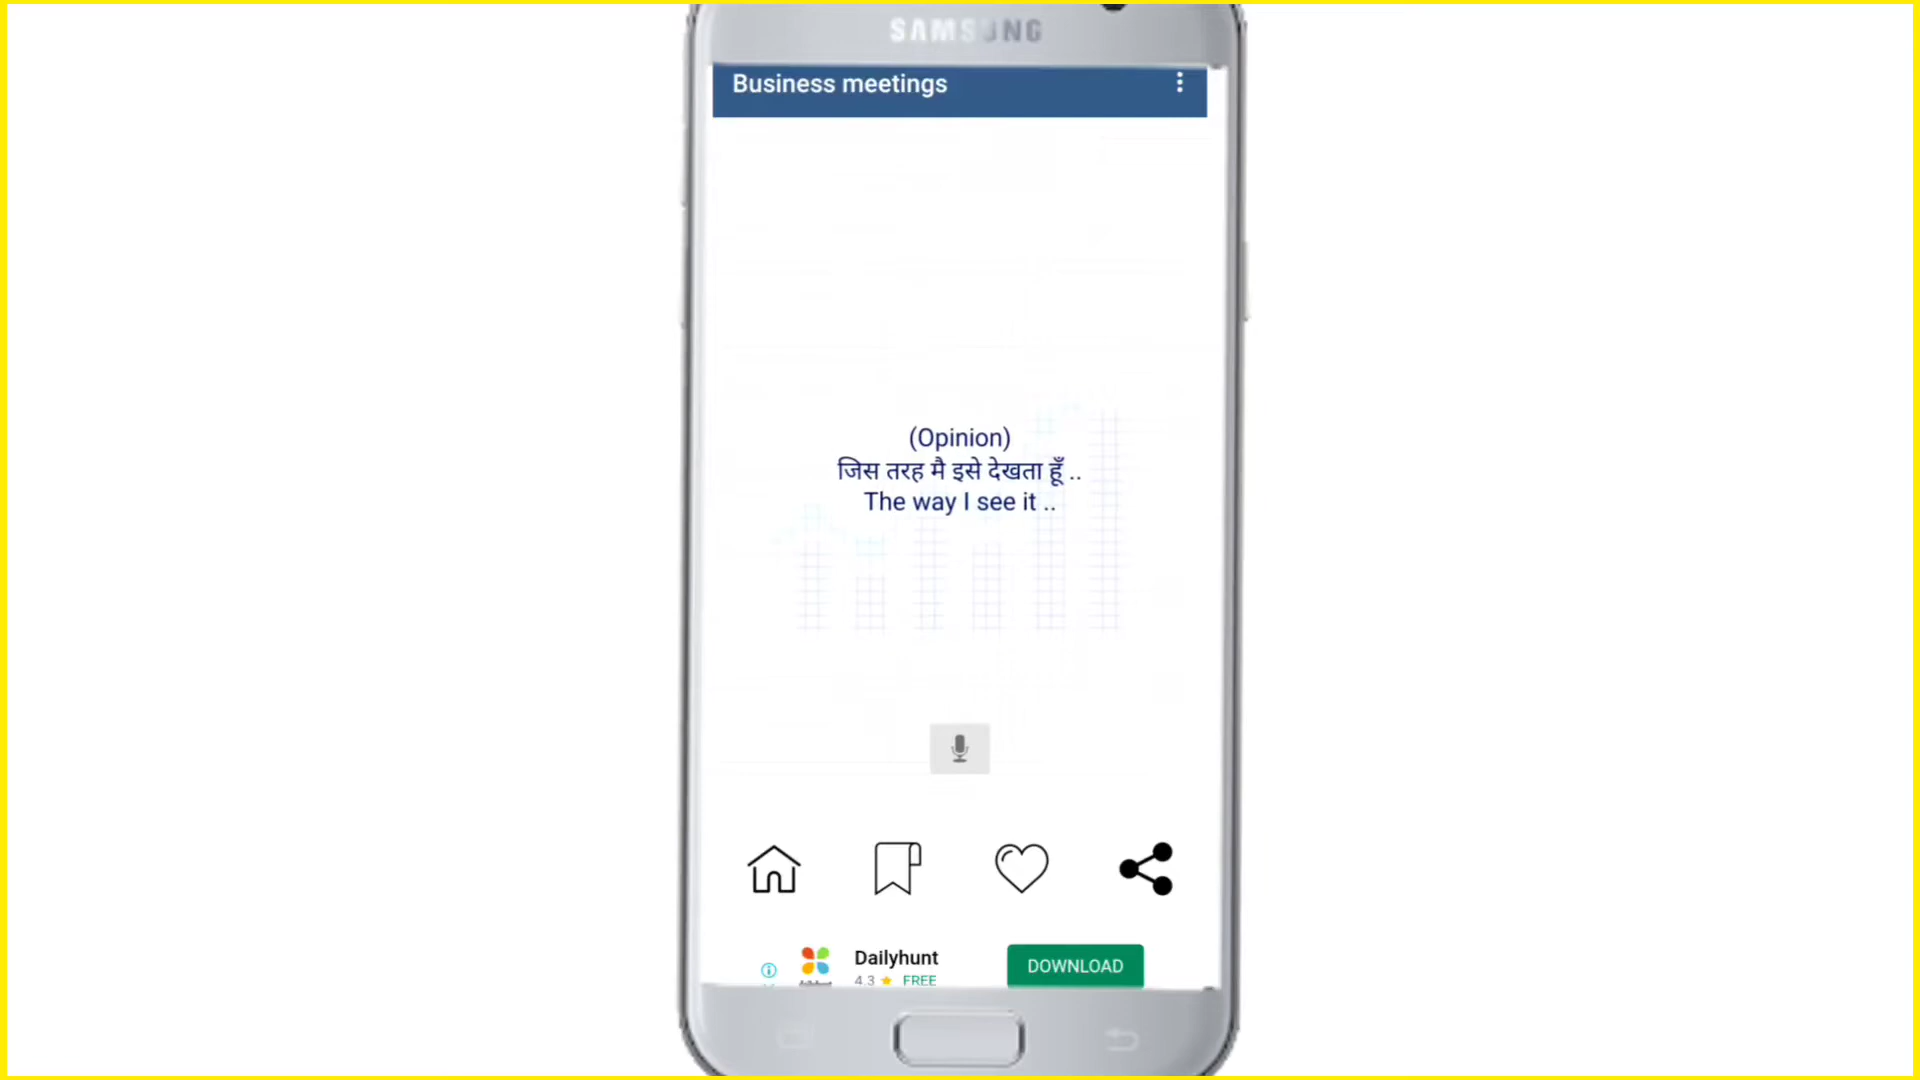 SAMSUNG
Business meetings
(Opinion)
जिस तरह मै इसे देखता हूँ ..
The way I see it ..
Dailyhunt
DOWNLOAD
4.3 ★ FREE